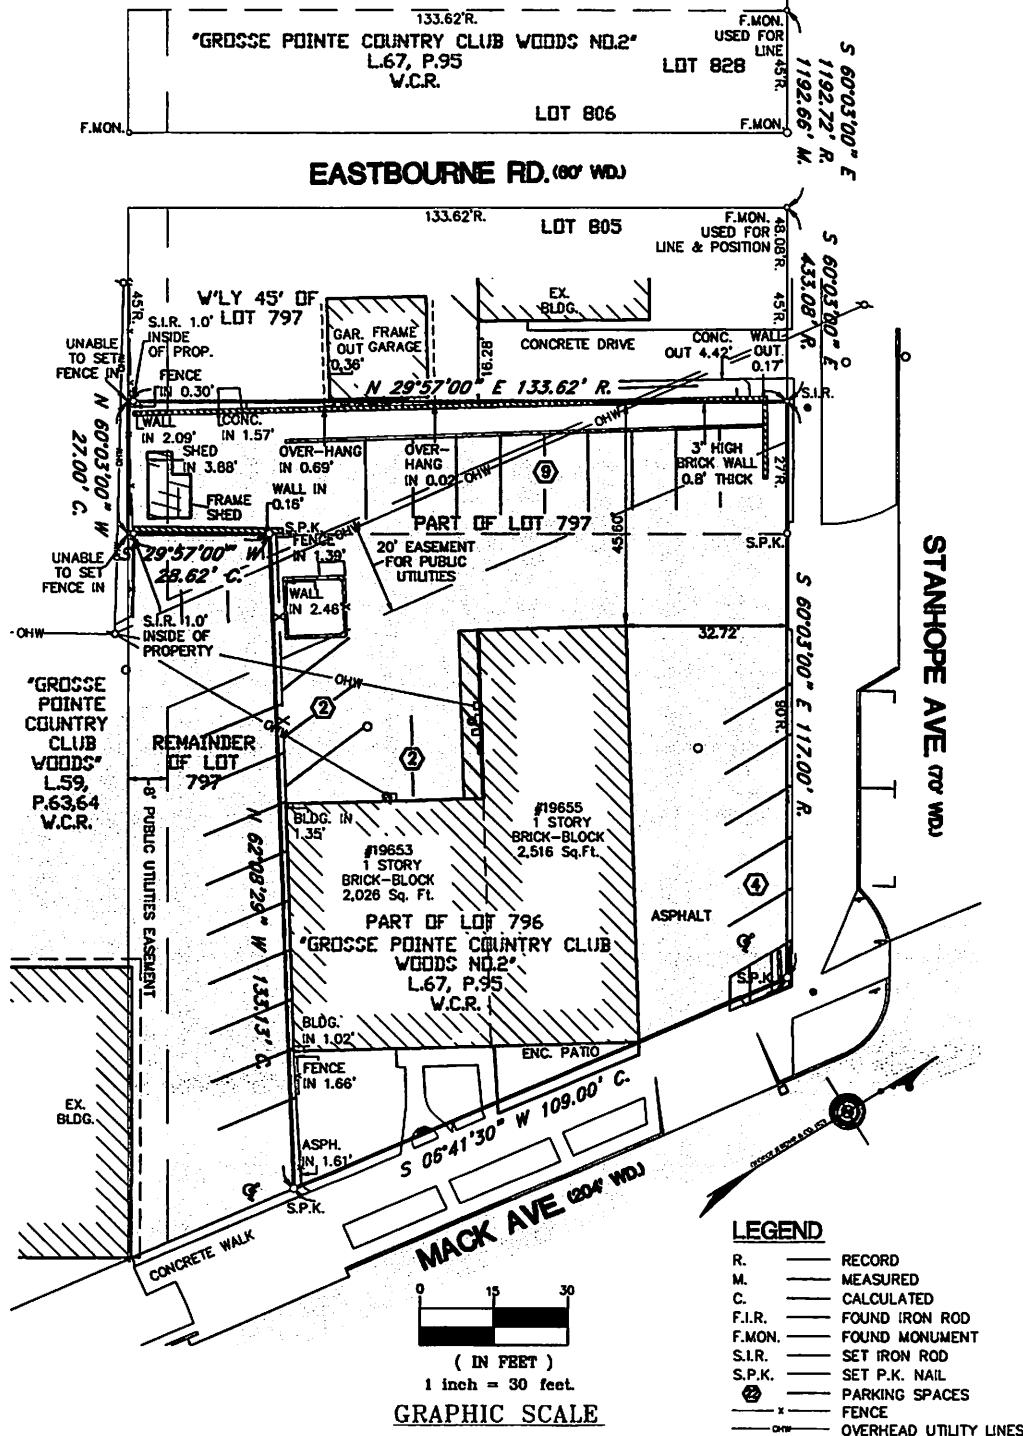 133.62'R.
"GROSSE POINTE COUNTRY CLUB WOODS NO.2"
L.67, P.95
W.C.R.
F.MON.
USED FOR
LINE
45'R.
LOT 828
LOT 806
F.MON.
F.MON.
S 60°03'00" E
1192.72' R.
1192.66' M.
EASTBOURNE RD. (60' WD.)
133.62'R.
LOT 805
F.MON.
USED FOR
LINE & POSITION
48.08'R.
45'R.
S 60°03'00" E
433.08' R.
45'R.
W'LY 45' OF
LOT 797
S.I.R. 1.0'
INSIDE
OF PROP.
UNABLE
TO SET
FENCE IN
FENCE
IN 0.30'
GAR.
OUT
0.36'
FRAME
GARAGE
EX.
BLDG.
16.28'
CONCRETE DRIVE
CONC.
OUT 4.42'
WALL
OUT
0.17'
N 29°57'00" E 133.62' R.
S.I.R.
OHW
WALL
IN 2.09'
CONC.
IN 1.57'
SHED
IN 3.88'
FRAME
SHED
OVER-HANG
IN 0.69'
OVER-
HANG
IN 0.02'
OHW
9
3" HIGH
BRICK WALL
0.8' THICK
27'R.
N 60°03'00" W
27.00' C.
WALL IN
0.16'
S.P.K.
FENCE
IN 1.39'
OHW
PART OF LOT 797
45.60'
S.P.K.
S 29°57'00" W
28.62' C.
UNABLE
TO SET
FENCE IN
20' EASEMENT
FOR PUBLIC
UTILITIES
WALL
IN 2.46'
S.I.R. 1.0'
INSIDE OF
PROPERTY
OHW
32.72'
S 60°03'00" E 117.00' R.
90'R.
STANHOPE AVE. (70' WD.)
"GROSSE
POINTE
COUNTRY
CLUB
WOODS"
L.59,
P.63,64
W.C.R.
OHW
2
OHW
2
REMAINDER
OF LOT
797
8' PUBLIC UTILITIES EASEMENT
N 62°08'29" W 133.13' C.
BLDG. IN
1.35'
#19653
1 STORY
BRICK-BLOCK
2,026 Sq. Ft.
#19655
1 STORY
BRICK-BLOCK
2,516 Sq.Ft.
4
ASPHALT
PART OF LOT 796
"GROSSE POINTE COUNTRY CLUB
WOODS NO.2"
L.67, P.95
W.C.R.
S.P.K.
BLDG.
IN 1.02'
ENC. PATIO
FENCE
IN 1.66'
EX.
BLDG.
ASPH.
IN 1.61'
S.P.K.
S 06°41'30" W 109.00' C.
MACK AVE. (204' WD.)
CONCRETE WALK
0 15 30
( IN FEET )
1 inch = 30 feet.
GRAPHIC SCALE
LEGEND
R. RECORD
M. MEASURED
C. CALCULATED
F.I.R. FOUND IRON ROD
F.MON. FOUND MONUMENT
S.I.R. SET IRON ROD
S.P.K. SET P.K. NAIL
22 PARKING SPACES
x FENCE
OHW OVERHEAD UTILITY LINES